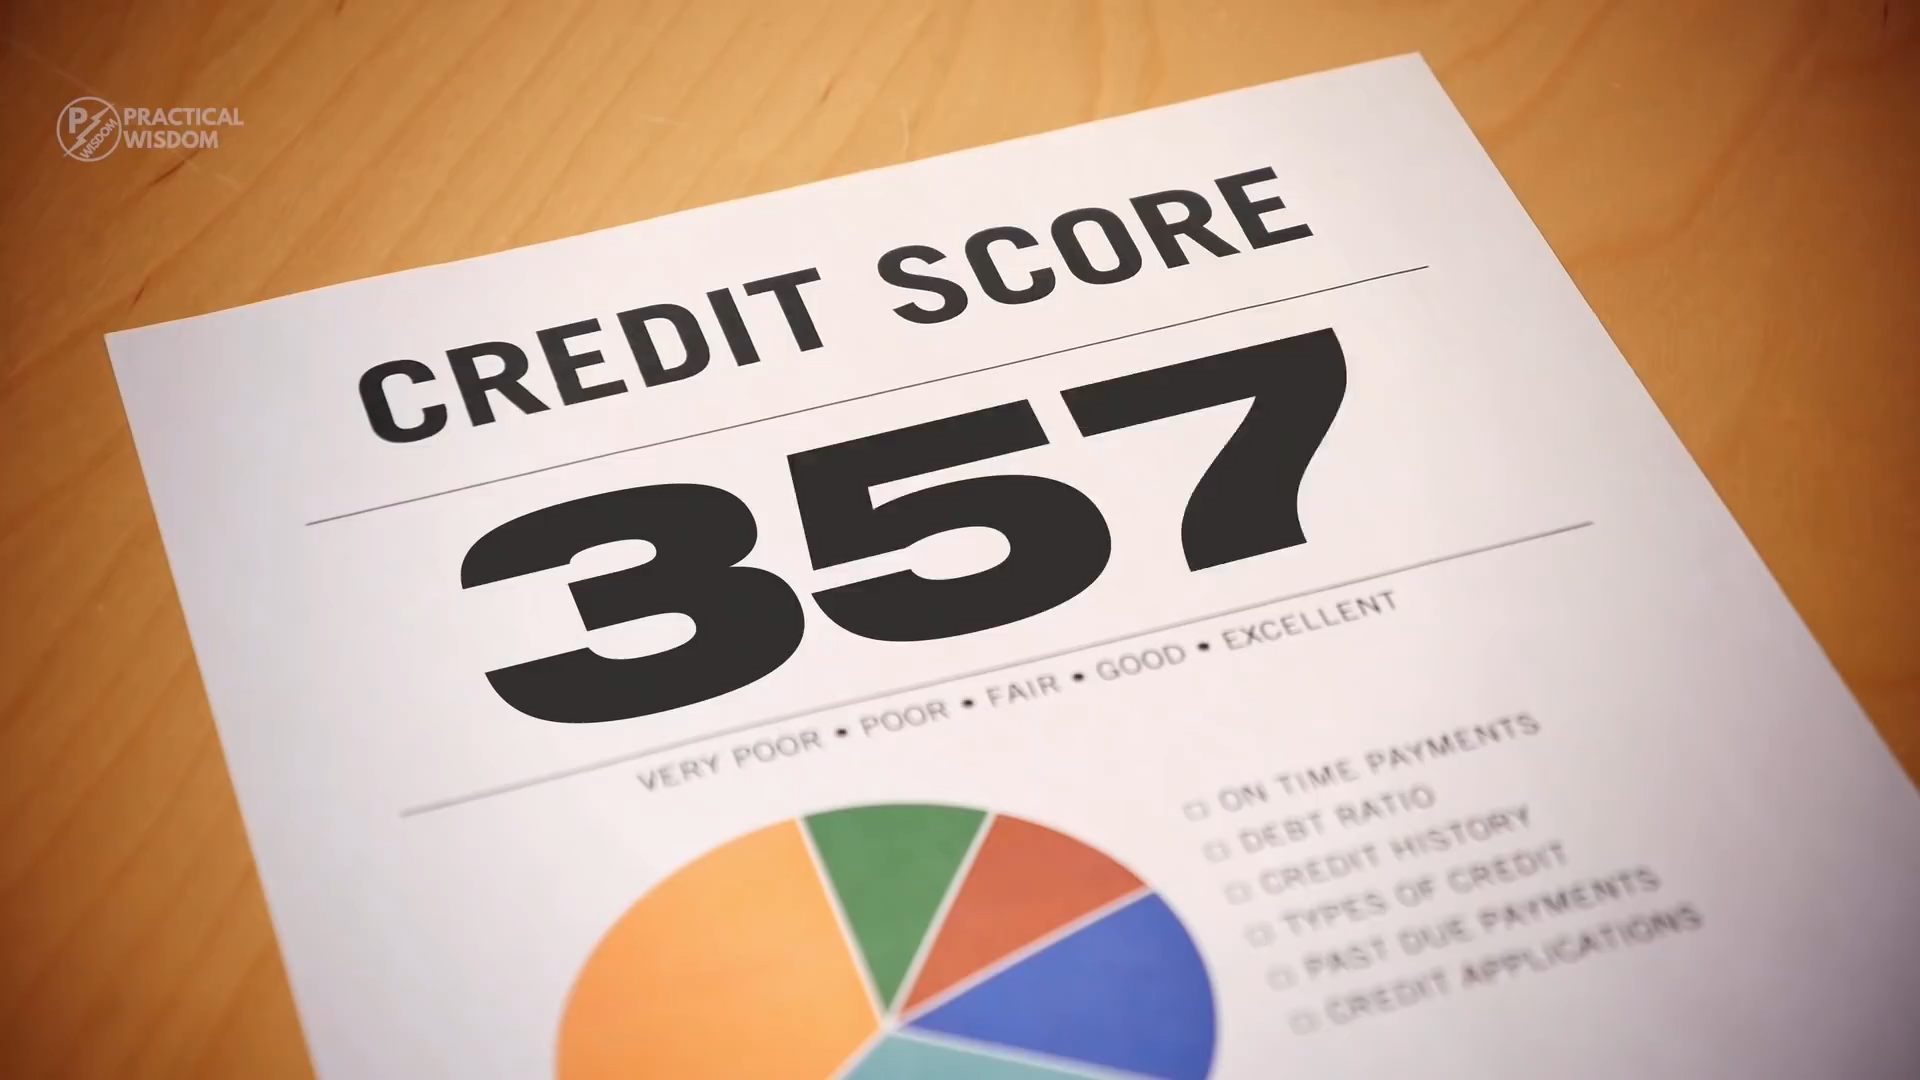 P
WISDOM
PRACTICAL
WISDOM
CREDIT SCORE
357
VERY POOR • POOR • FAIR • GOOD • EXCELLENT
ON TIME PAYMENTS
DEBT RATIO
CREDIT HISTORY
TYPES OF CREDIT
PAST DUE PAYMENTS
CREDIT APPLICATIONS